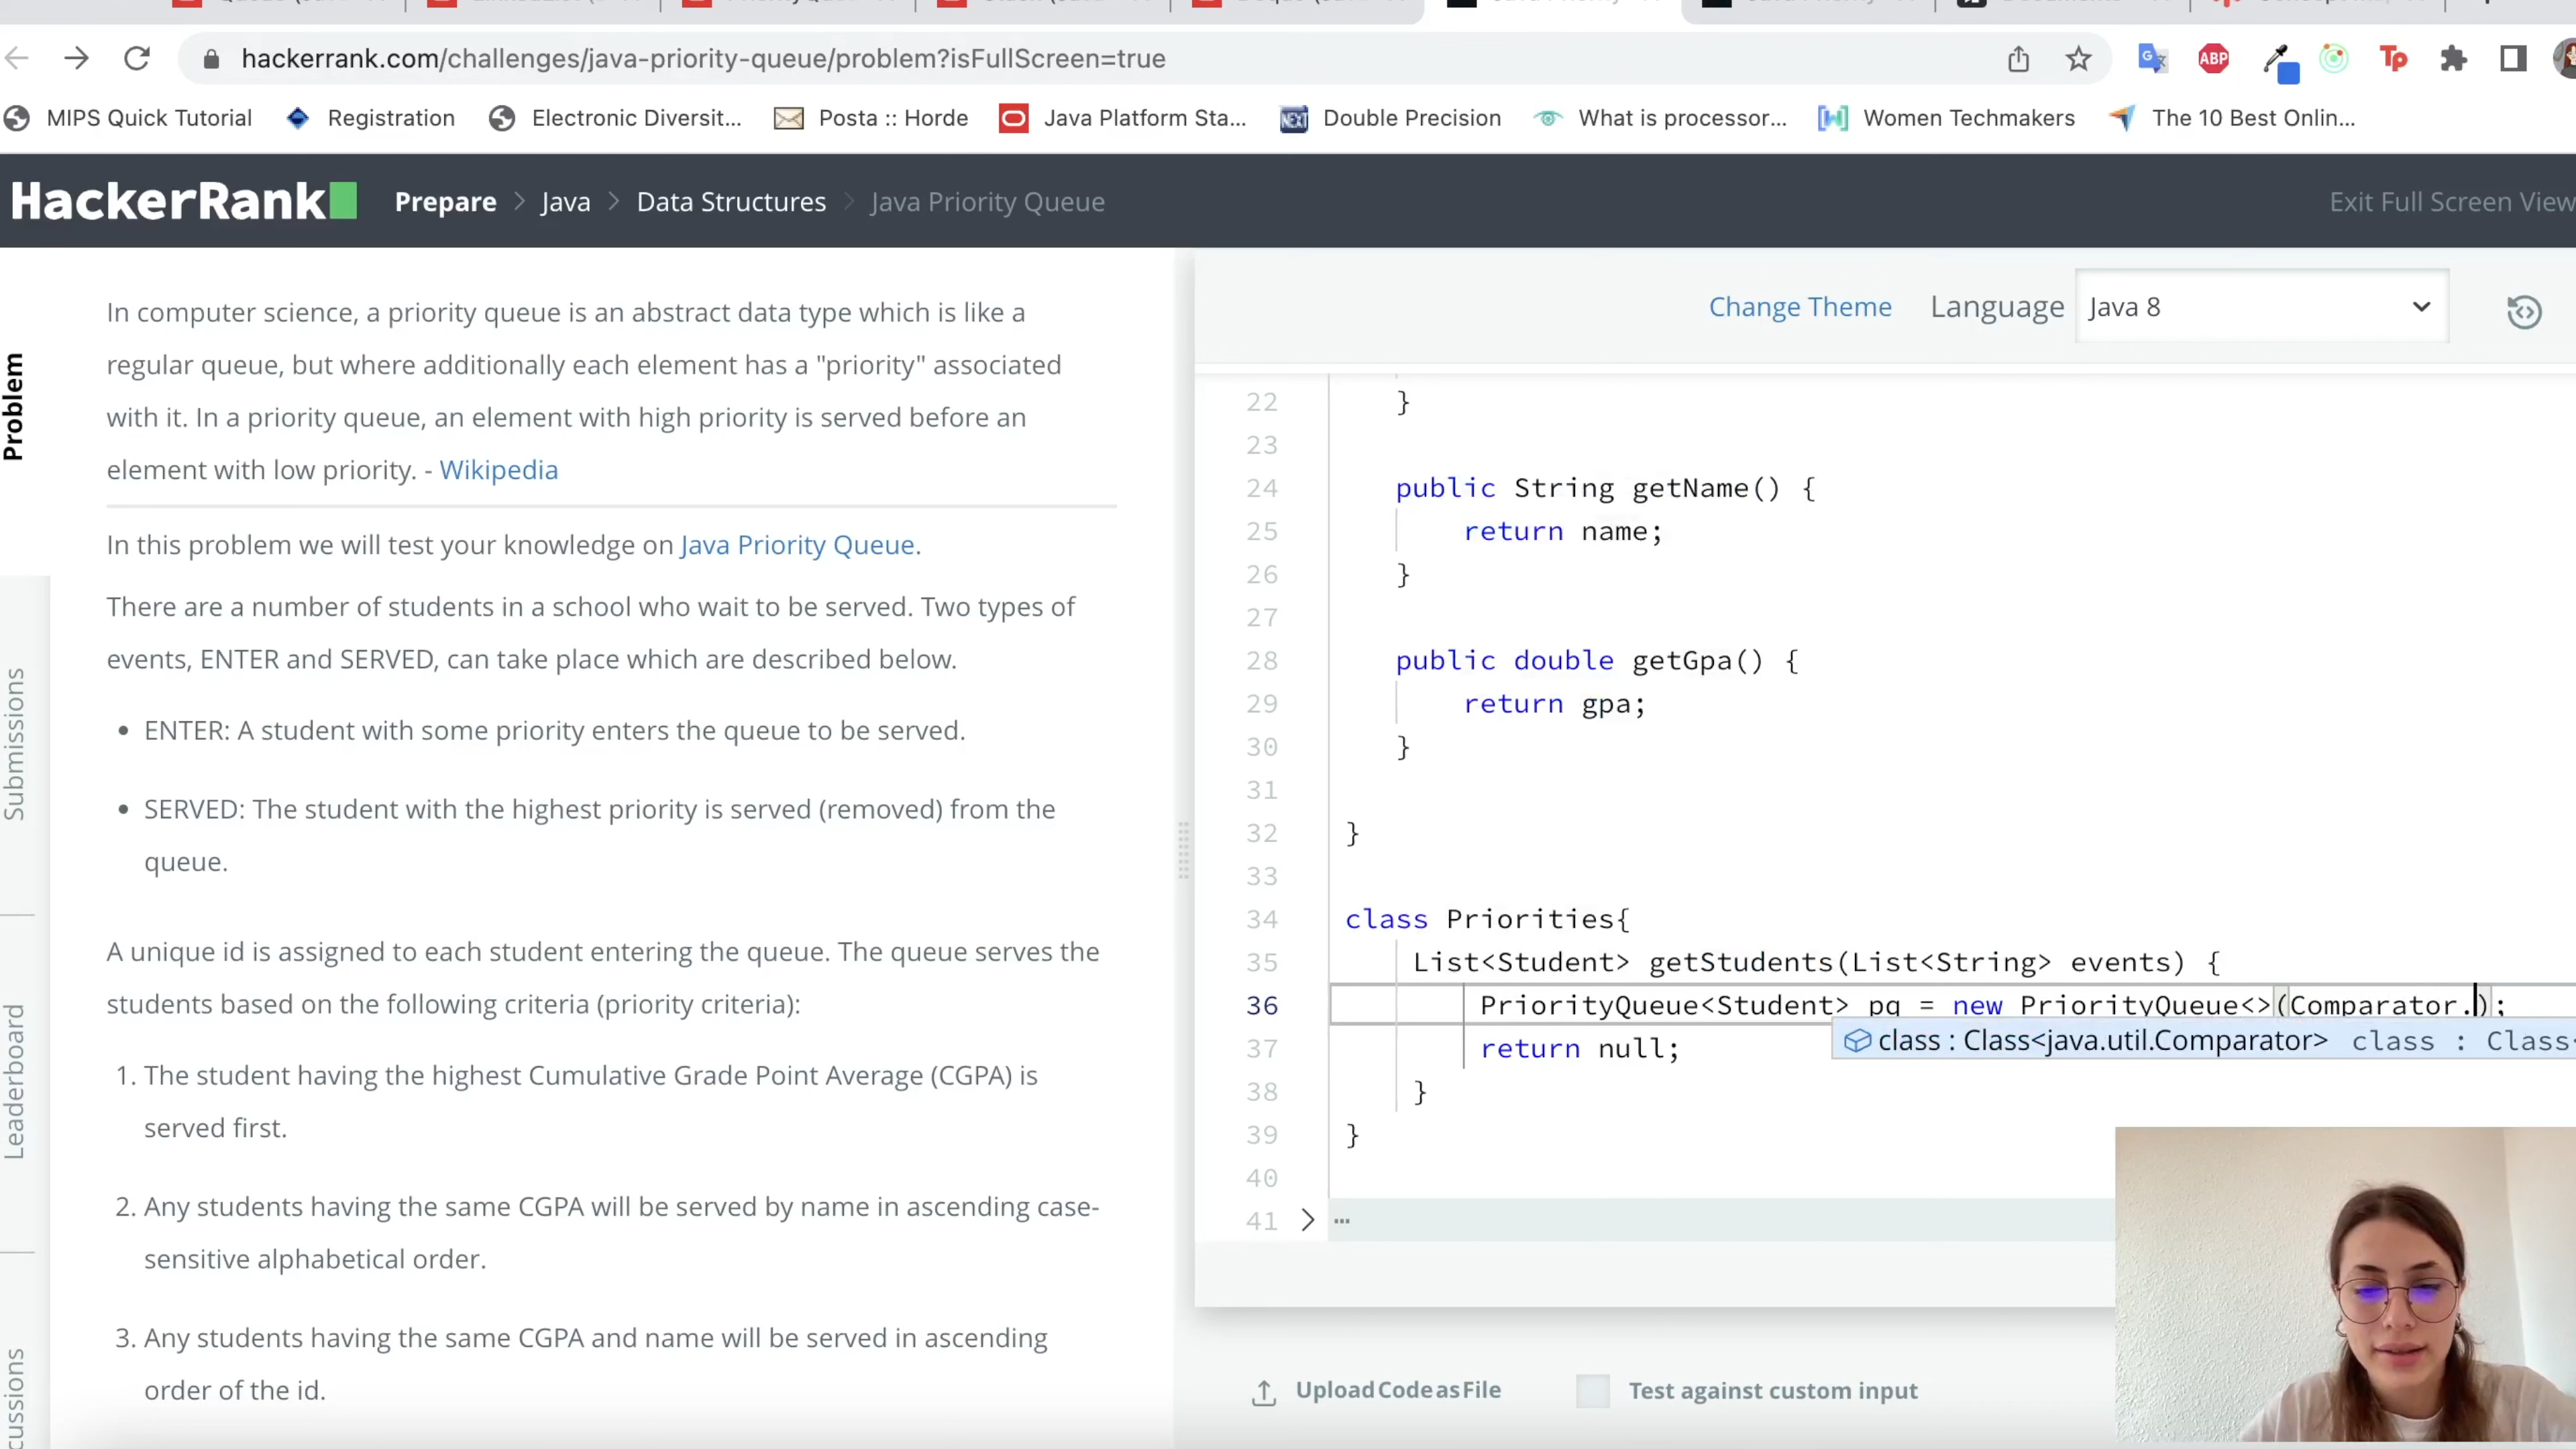 hackerrank.com/challenges/java-priority-queue/problem?isFullScreen=true
ABP
Tp
MIPS Quick Tutorial
Registration
Electronic Diversit...
Posta :: Horde
Java Platform Sta...
NEXT
Double Precision
What is processor...
Women Techmakers
The 10 Best Onlin...
HackerRank
Prepare > Java > Data Structures > Java Priority Queue
Exit Full Screen View
Problem
Submissions
Leaderboard
In computer science, a priority queue is an abstract data type which is like a
regular queue, but where additionally each element has a "priority" associated
with it. In a priority queue, an element with high priority is served before an
element with low priority. - Wikipedia
In this problem we will test your knowledge on Java Priority Queue.
There are a number of students in a school who wait to be served. Two types of
events, ENTER and SERVED, can take place which are described below.
• ENTER: A student with some priority enters the queue to be served.
• SERVED: The student with the highest priority is served (removed) from the
queue.
A unique id is assigned to each student entering the queue. The queue serves the
students based on the following criteria (priority criteria):
1. The student having the highest Cumulative Grade Point Average (CGPA) is
served first.
2. Any students having the same CGPA will be served by name in ascending case-
sensitive alphabetical order.
3. Any students having the same CGPA and name will be served in ascending
order of the id.
Change Theme
Language
Java 8
22 }
23
24 public String getName() {
25 return name;
26 }
27
28 public double getGpa() {
29 return gpa;
30 }
31
32 }
33
34 class Priorities{
35 List<Student> getStudents(List<String> events) {
36 PriorityQueue<Student> pq = new PriorityQueue<>(Comparator.);
class : Class<java.util.Comparator> class : Class<
37 return null;
38 }
39 }
40
41 > ...
Upload Code as File
Test against custom input